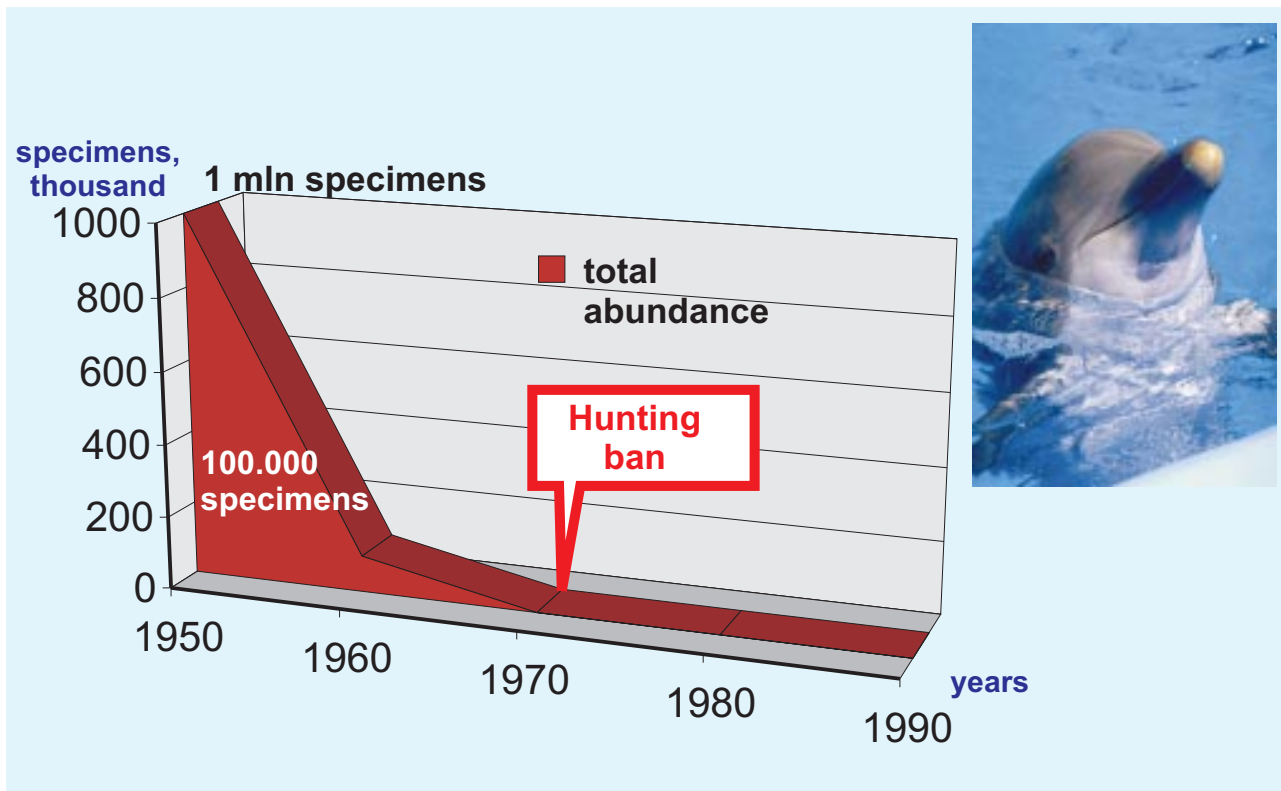 specimens,
thousand
1 mln specimens
1000
800
600
400
200
0
total
abundance
Hunting
ban
100.000
specimens
1950
1960
1970
1980
1990
years